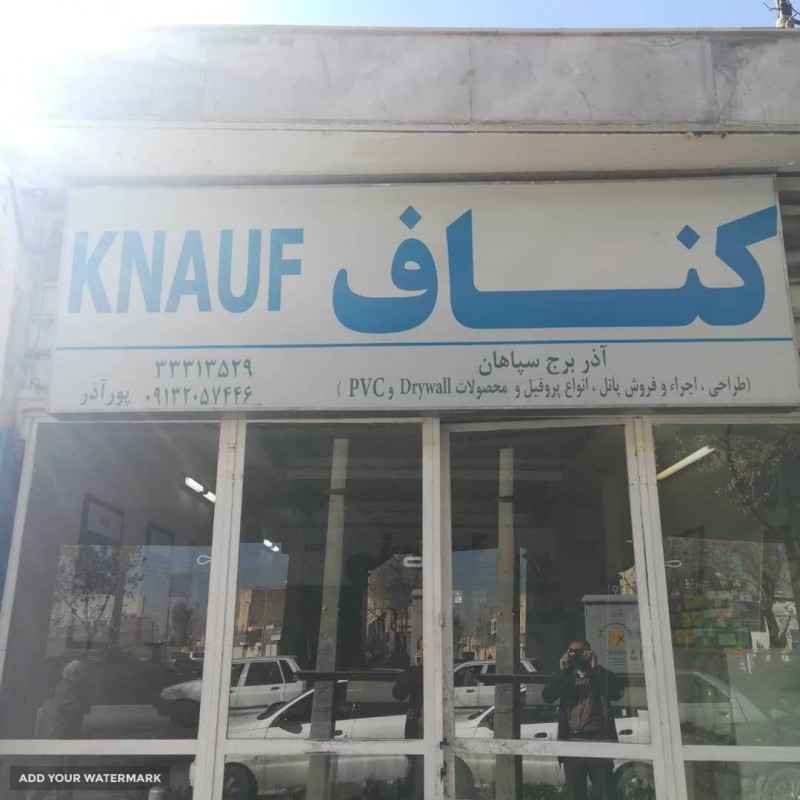 کناف KNAUF
آذر برج سپاهان
(طراحی ، اجراء و فروش پانل ، انواع پروفیل و محصولات Drywall و PVC )
۳۳۳۱۳۵۲۹
۰۹۱۳۲۰۵۷۴۴۶ پورآذر
ADD YOUR WATERMARK